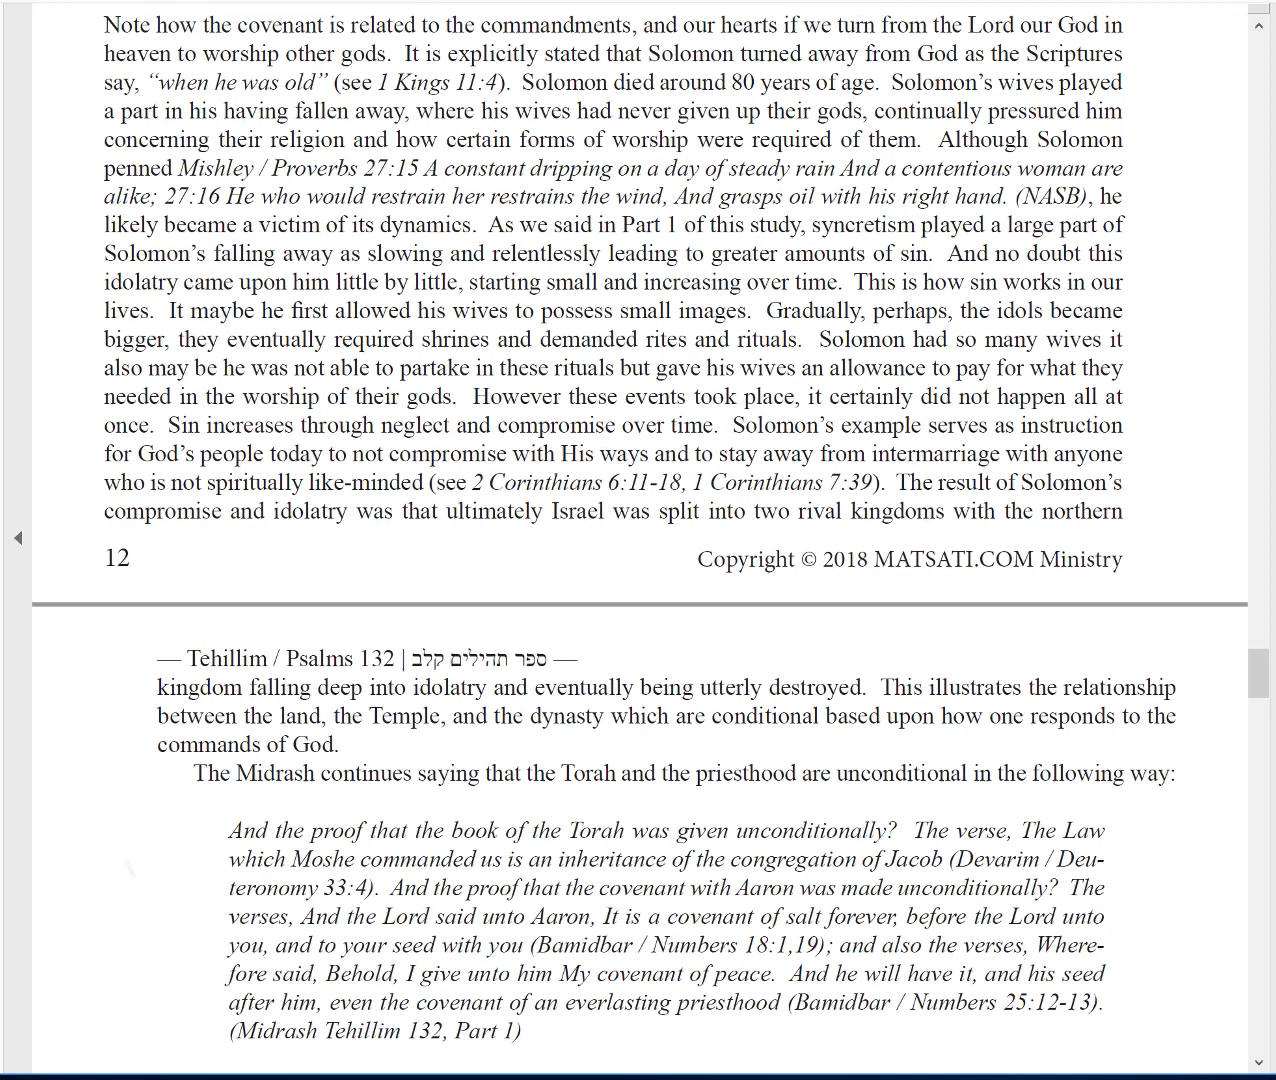 Note how the covenant is related to the commandments, and our hearts if we turn from the Lord our God in
heaven to worship other gods.  It is explicitly stated that Solomon turned away from God as the Scriptures
say, “when he was old” (see 1 Kings 11:4).  Solomon died around 80 years of age.  Solomon’s wives played
a part in his having fallen away, where his wives had never given up their gods, continually pressured him
concerning their religion and how certain forms of worship were required of them.  Although Solomon
penned Mishley / Proverbs 27:15 A constant dripping on a day of steady rain And a contentious woman are
alike; 27:16 He who would restrain her restrains the wind, And grasps oil with his right hand. (NASB), he
likely became a victim of its dynamics.  As we said in Part 1 of this study, syncretism played a large part of
Solomon’s falling away as slowing and relentlessly leading to greater amounts of sin.  And no doubt this
idolatry came upon him little by little, starting small and increasing over time.  This is how sin works in our
lives.  It maybe he first allowed his wives to possess small images.  Gradually, perhaps, the idols became
bigger, they eventually required shrines and demanded rites and rituals.  Solomon had so many wives it
also may be he was not able to partake in these rituals but gave his wives an allowance to pay for what they
needed in the worship of their gods.  However these events took place, it certainly did not happen all at
once.  Sin increases through neglect and compromise over time.  Solomon’s example serves as instruction
for God’s people today to not compromise with His ways and to stay away from intermarriage with anyone
who is not spiritually like-minded (see 2 Corinthians 6:11-18, 1 Corinthians 7:39).  The result of Solomon’s
compromise and idolatry was that ultimately Israel was split into two rival kingdoms with the northern
12 Copyright © 2018 MATSATI.COM Ministry
— Tehillim / Psalms 132 | ספר תהילים קלב —
kingdom falling deep into idolatry and eventually being utterly destroyed.  This illustrates the relationship
between the land, the Temple, and the dynasty which are conditional based upon how one responds to the
commands of God.
The Midrash continues saying that the Torah and the priesthood are unconditional in the following way:
And the proof that the book of the Torah was given unconditionally?  The verse, The Law
which Moshe commanded us is an inheritance of the congregation of Jacob (Devarim / Deu-
teronomy 33:4).  And the proof that the covenant with Aaron was made unconditionally?  The
verses, And the Lord said unto Aaron, It is a covenant of salt forever, before the Lord unto
you, and to your seed with you (Bamidbar / Numbers 18:1,19); and also the verses, Where-
fore said, Behold, I give unto him My covenant of peace.  And he will have it, and his seed
after him, even the covenant of an everlasting priesthood (Bamidbar / Numbers 25:12-13).
(Midrash Tehillim 132, Part 1)